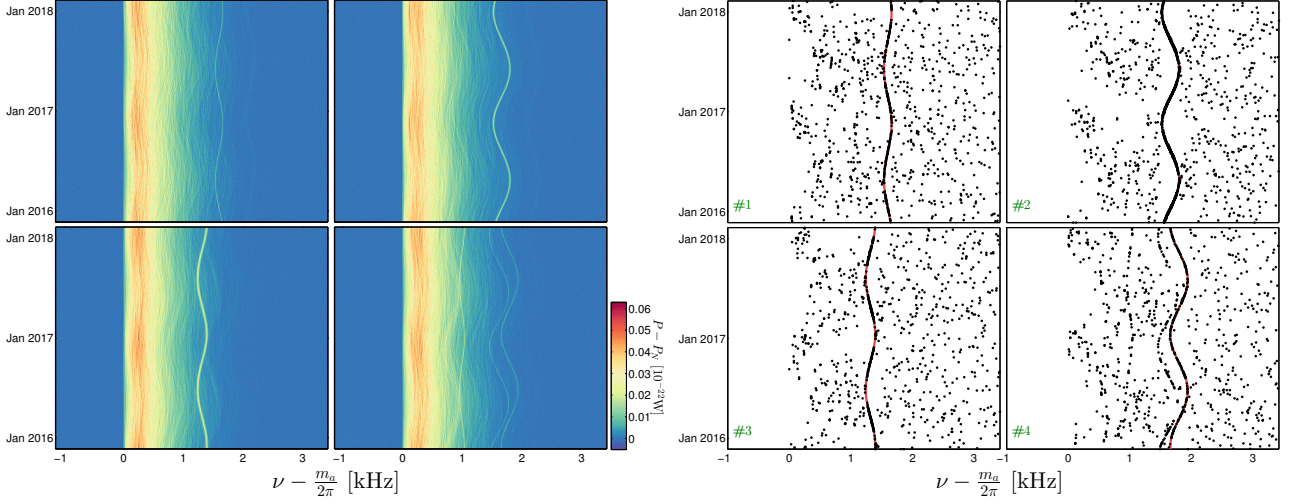 Jan 2018
Jan 2017
Jan 2016
Jan 2018
Jan 2017
Jan 2016
−1 0 1 2 3
0 1 2 3
ν − m_a/2π [kHz]
0.06
0.05
0.04
0.03
0.02
0.01
0
P − P_N [10⁻²²W]
Jan 2018
Jan 2017
Jan 2016
#1
#2
Jan 2018
Jan 2017
Jan 2016
#3
#4
−1 0 1 2 3
−1 0 1 2 3
ν − m_a/2π [kHz]